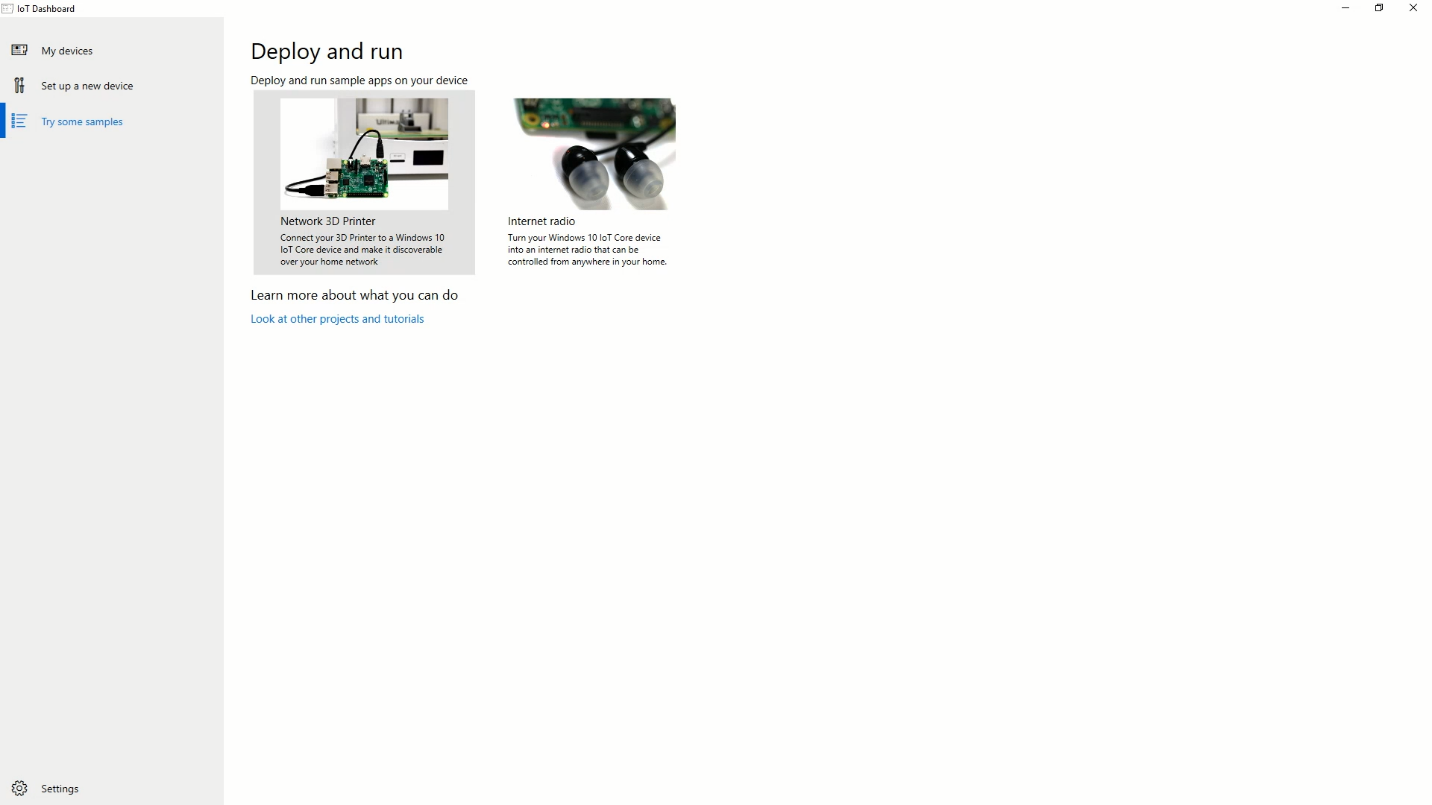 IoT Dashboard
My devices
Set up a new device
Try some samples
Settings
Deploy and run
Deploy and run sample apps on your device
Network 3D Printer
Connect your 3D Printer to a Windows 10
IoT Core device and make it discoverable
over your home network
Internet radio
Turn your Windows 10 IoT Core device
into an internet radio that can be
controlled from anywhere in your home.
Learn more about what you can do
Look at other projects and tutorials